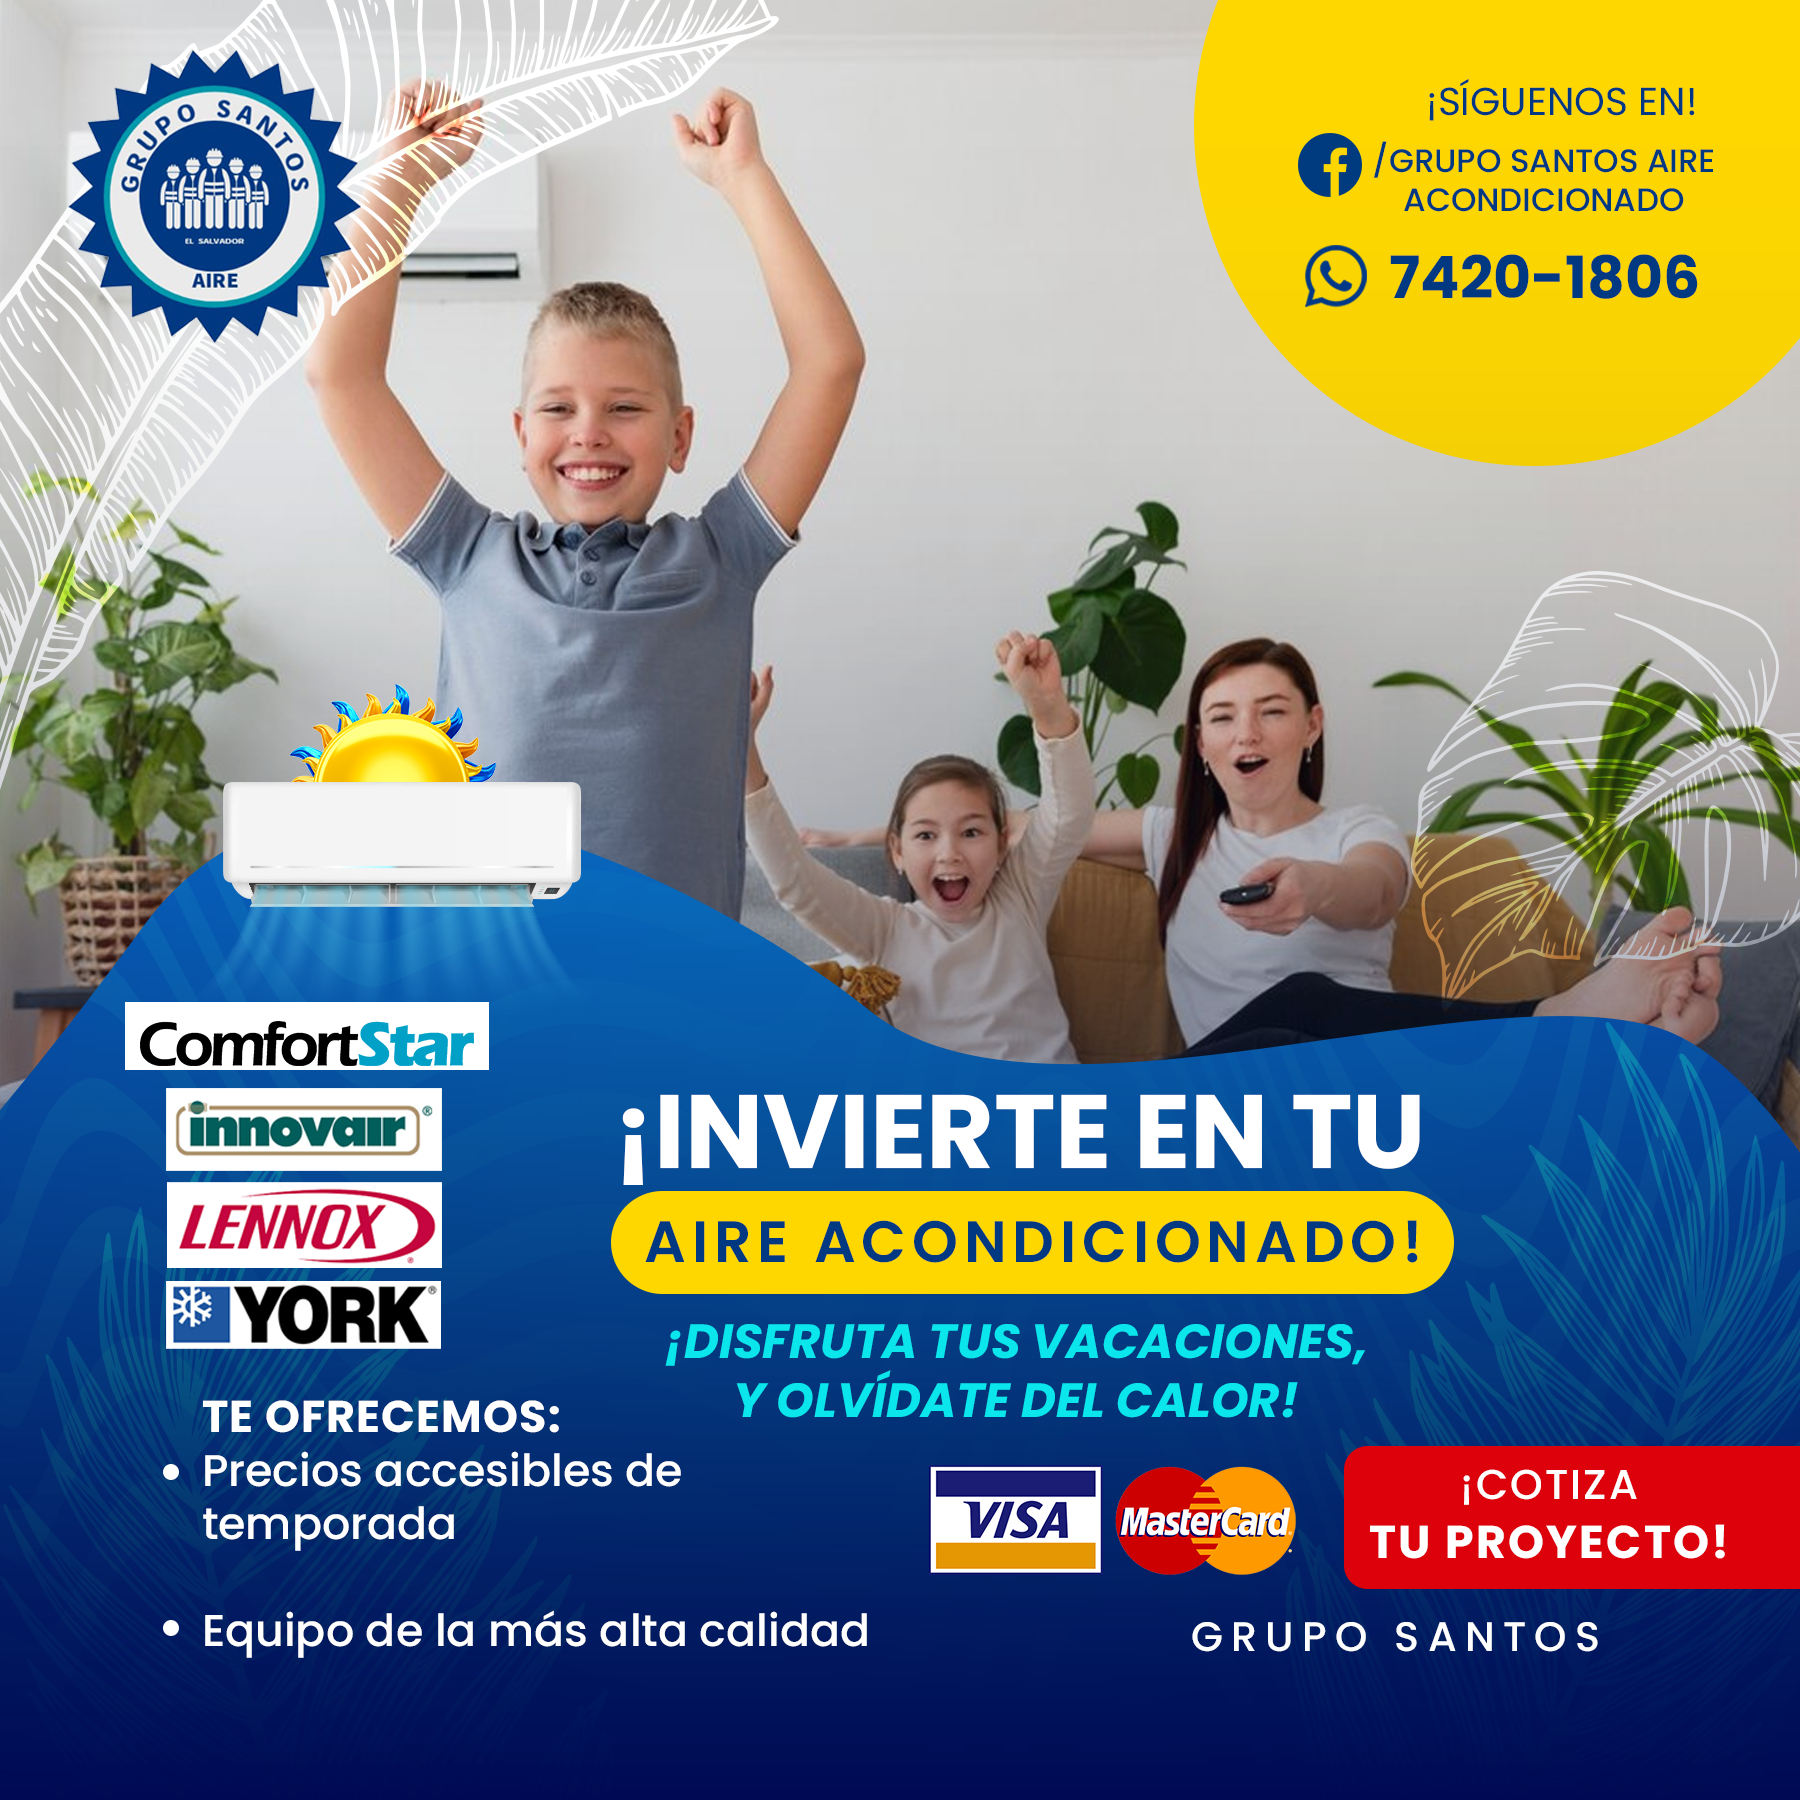 GRUPO SANTOS
EL SALVADOR
AIRE
¡SÍGUENOS EN!
/GRUPO SANTOS AIRE
ACONDICIONADO
7420-1806
ComfortStar
innovair®
LENNOX®
YORK®
¡INVIERTE EN TU
AIRE ACONDICIONADO!
¡DISFRUTA TUS VACACIONES,
Y OLVÍDATE DEL CALOR!
TE OFRECEMOS:
• Precios accesibles de
temporada
• Equipo de la más alta calidad
VISA
MasterCard
¡COTIZA
TU PROYECTO!
GRUPO SANTOS